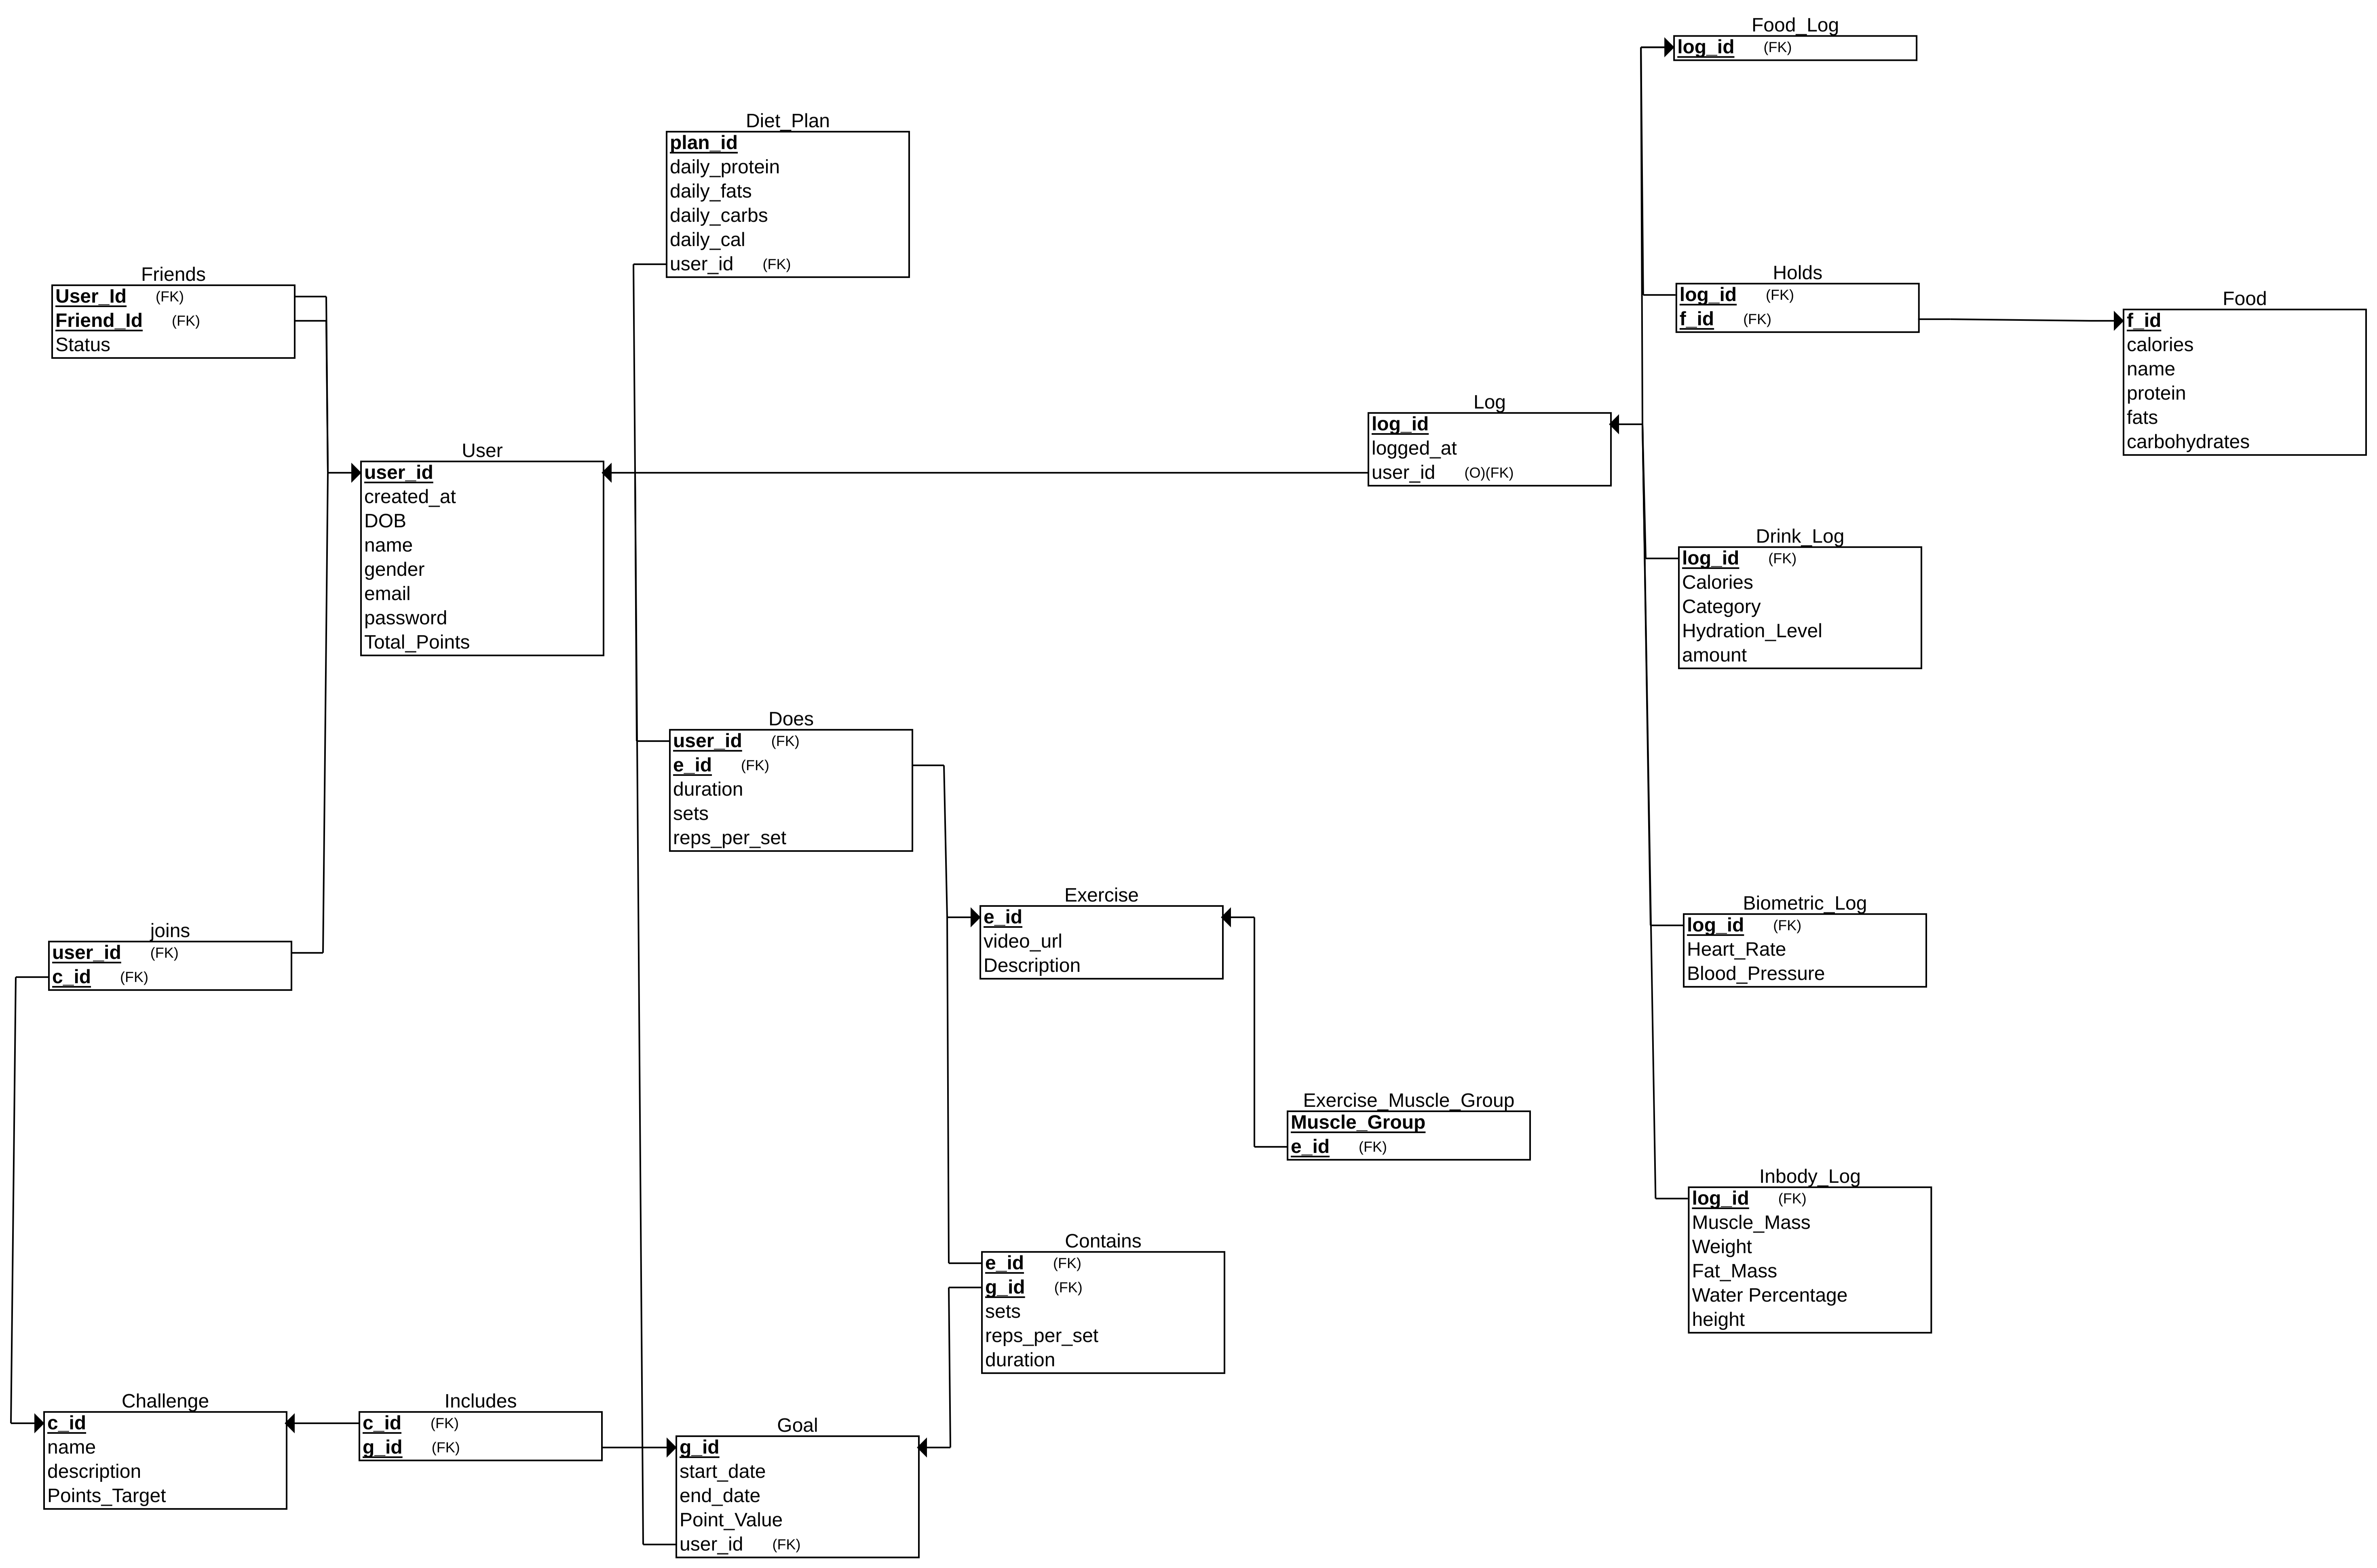 Food_Log
log_id (FK)
Diet_Plan
plan_id
daily_protein
daily_fats
daily_carbs
daily_cal
user_id (FK)
Friends
User_Id (FK)
Friend_Id (FK)
Status
Holds
log_id (FK)
f_id (FK)
Food
f_id
calories
name
protein
fats
carbohydrates
Log
log_id
logged_at
user_id (O)(FK)
User
user_id
created_at
DOB
name
gender
email
password
Total_Points
Drink_Log
log_id (FK)
Calories
Category
Hydration_Level
amount
Does
user_id (FK)
e_id (FK)
duration
sets
reps_per_set
Exercise
e_id
video_url
Description
Biometric_Log
log_id (FK)
Heart_Rate
Blood_Pressure
joins
user_id (FK)
c_id (FK)
Exercise_Muscle_Group
Muscle_Group
e_id (FK)
Inbody_Log
log_id (FK)
Muscle_Mass
Weight
Fat_Mass
Water Percentage
height
Contains
e_id (FK)
g_id (FK)
sets
reps_per_set
duration
Challenge
c_id
name
description
Points_Target
Includes
c_id (FK)
g_id (FK)
Goal
g_id
start_date
end_date
Point_Value
user_id (FK)